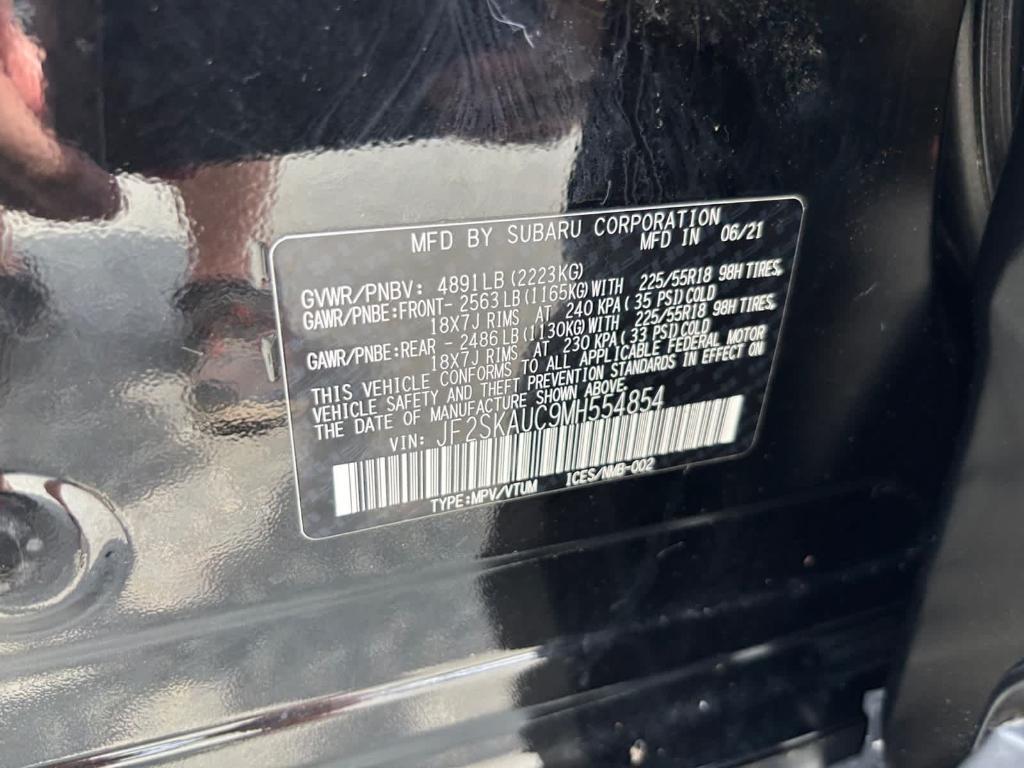 MFD BY SUBARU CORPORATION
MFD IN 06/21
GVWR/PNBV: 4891LB(2223KG)
GAWR/PNBE:FRONT-2563LB(1165KG)WITH 225/55R18 98H TIRES,
18X7J RIMS AT 240 KPA(35 PSI)COLD
GAWR/PNBE:REAR-2486LB(1130KG)WITH 225/55R18 98H TIRES,
18X7J RIMS AT 230 KPA(33 PSI)COLD
THIS VEHICLE CONFORMS TO ALL APPLICABLE FEDERAL MOTOR
VEHICLE SAFETY AND THEFT PREVENTION STANDARDS IN EFFECT ON
THE DATE OF MANUFACTURE SHOWN ABOVE.
VIN: JF2SKAUC9MH554854
TYPE:MPV/VTUM ICES/NMB-002